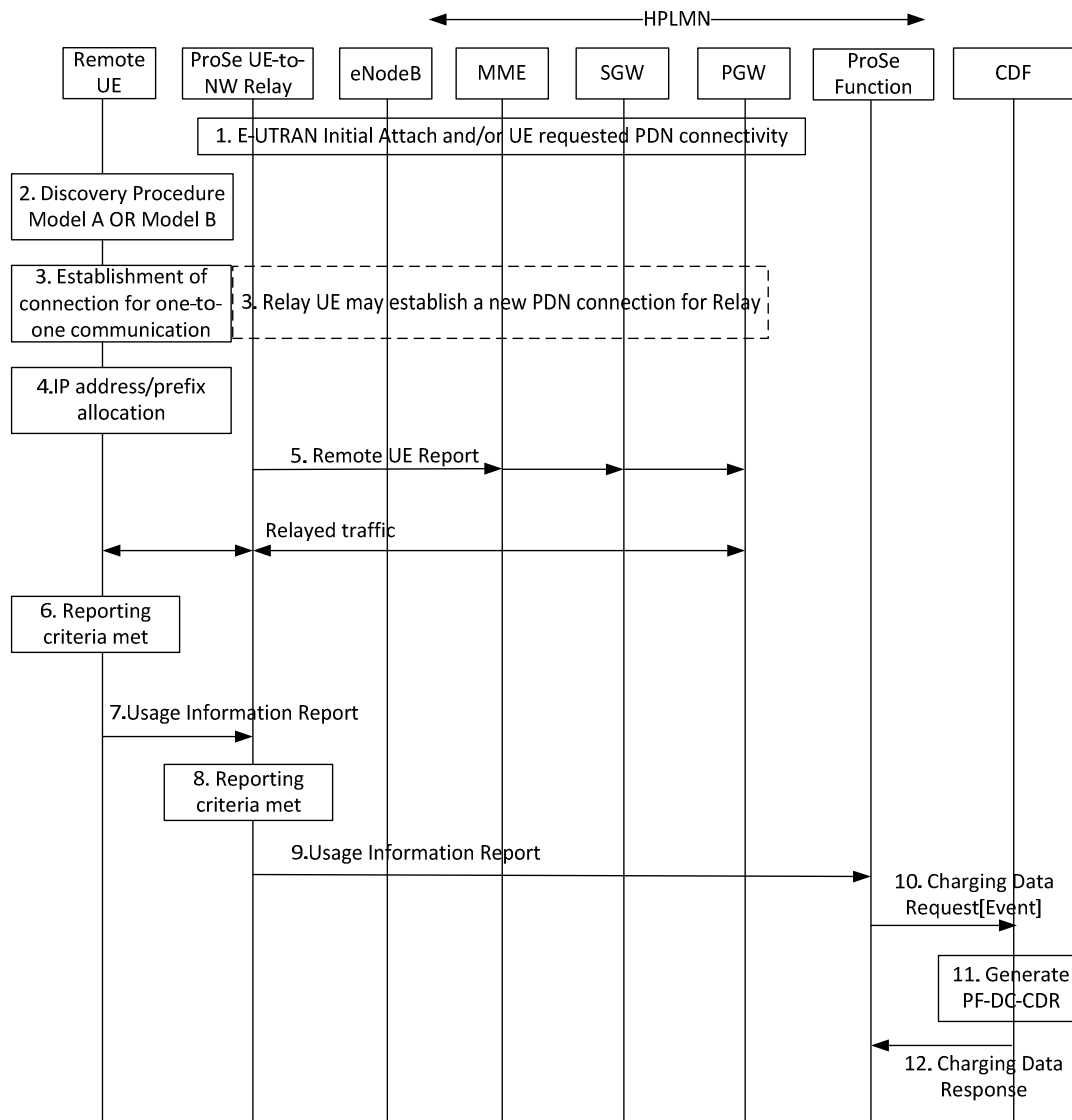 HPLMN
Remote
UE
ProSe UE-to-
NW Relay
eNodeB
MME
SGW
PGW
ProSe
Function
CDF
1. E-UTRAN Initial Attach and/or UE requested PDN connectivity
2. Discovery Procedure
Model A OR Model B
3. Establishment of
connection for one-to-
one communication
3. Relay UE may establish a new PDN connection for Relay
4.IP address/prefix
allocation
5. Remote UE Report
Relayed traffic
6. Reporting
criteria met
7.Usage Information Report
8. Reporting
criteria met
9.Usage Information Report
10. Charging Data
Request[Event]
11. Generate
PF-DC-CDR
12. Charging Data
Response